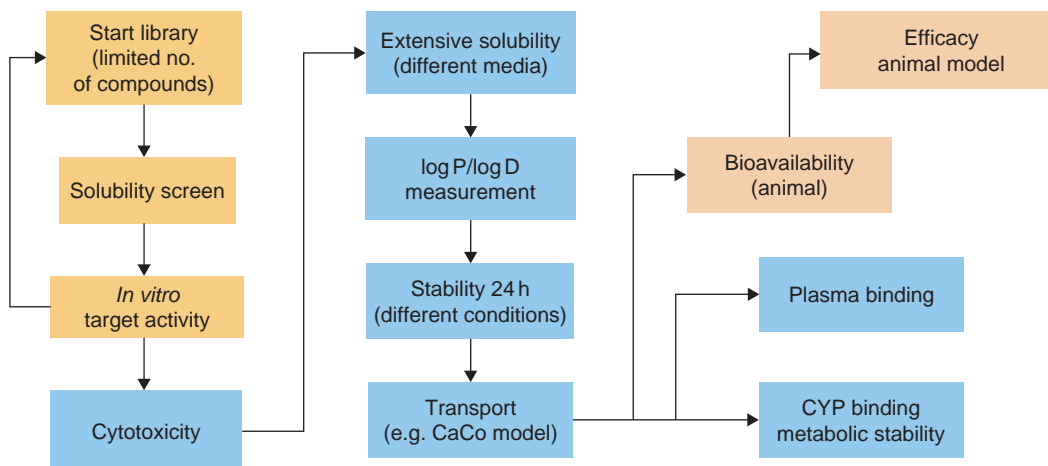 Start library
(limited no.
of compounds)
Solubility screen
In vitro
target activity
Cytotoxicity
Extensive solubility
(different media)
log P/log D
measurement
Stability 24 h
(different conditions)
Transport
(e.g. CaCo model)
Efficacy
animal model
Bioavailability
(animal)
Plasma binding
CYP binding
metabolic stability